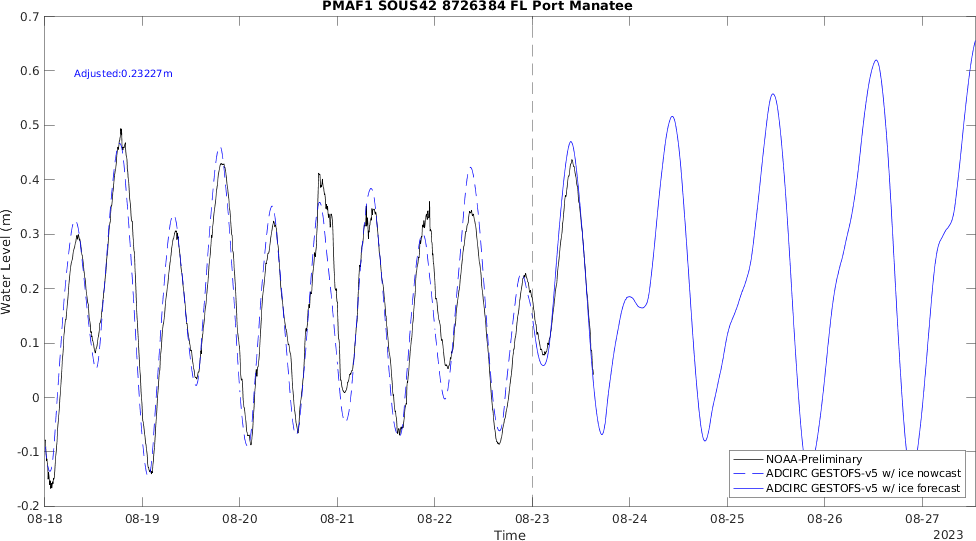 PMAF1 SOUS42 8726384 FL Port Manatee
0.7
0.6
0.5
0.4
0.3
0.2
0.1
0
-0.1
-0.2
Water Level (m)
Adjusted:0.23227m
NOAA-Preliminary
ADCIRC GESTOFS-v5 w/ ice nowcast
ADCIRC GESTOFS-v5 w/ ice forecast
08-18 08-19 08-20 08-21 08-22 08-23 08-24 08-25 08-26 08-27
Time
2023